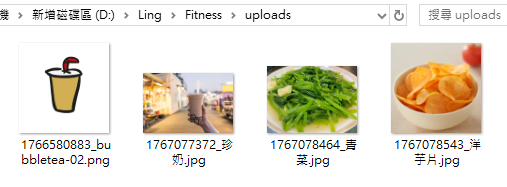 機 › 新增磁碟區 (D:) › Ling › Fitness › uploads
搜尋 uploads
1766580883_bu
bbletea-02.png
1767077372_珍
奶.jpg
1767078464_青
菜.jpg
1767078543_洋
芋片.jpg